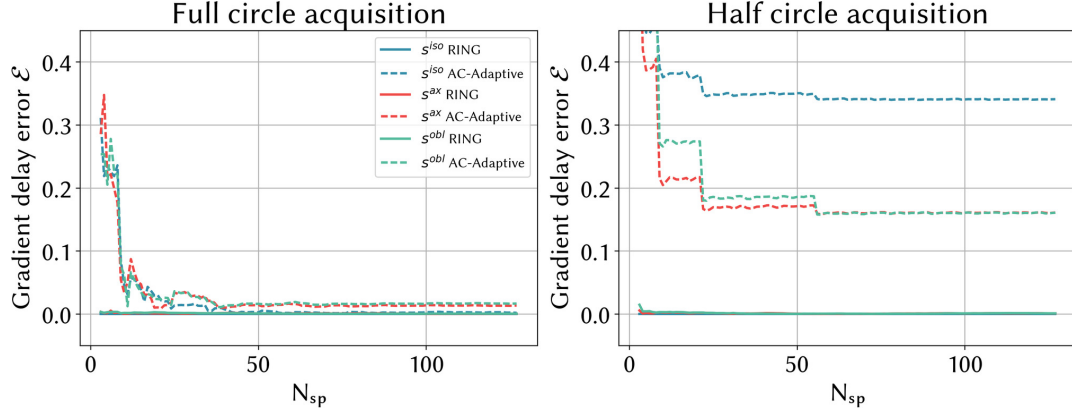 Full circle acquisition
Gradient delay error ℰ
0.4
0.3
0.2
0.1
0.0
s^iso RING
s^iso AC-Adaptive
s^ax RING
s^ax AC-Adaptive
s^obl RING
s^obl AC-Adaptive
0 50 100
N_sp
Half circle acquisition
Gradient delay error ℰ
0.4
0.3
0.2
0.1
0.0
0 50 100
N_sp